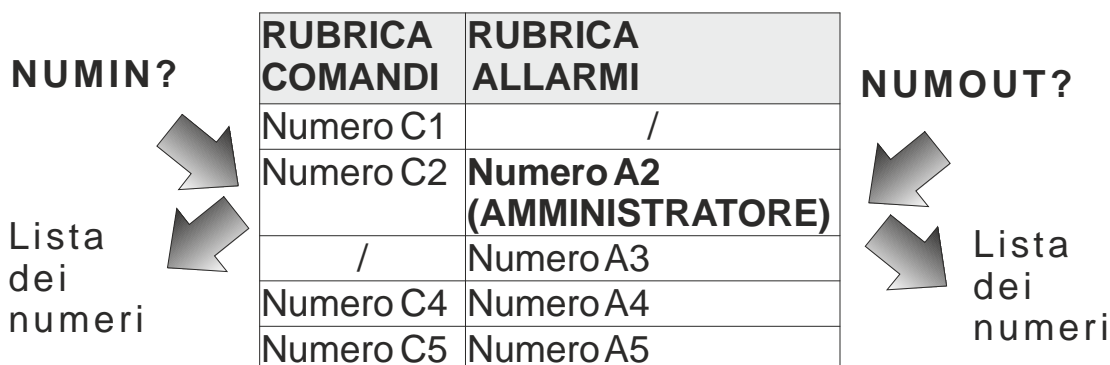 NUMIN?
RUBRICA COMANDI RUBRICA ALLARMI
Numero C1 /
Numero C2 Numero A2
(AMMINISTRATORE)
/ Numero A3
Numero C4 Numero A4
Numero C5 Numero A5
Lista
dei
numeri
NUMOUT?
Lista
dei
numeri